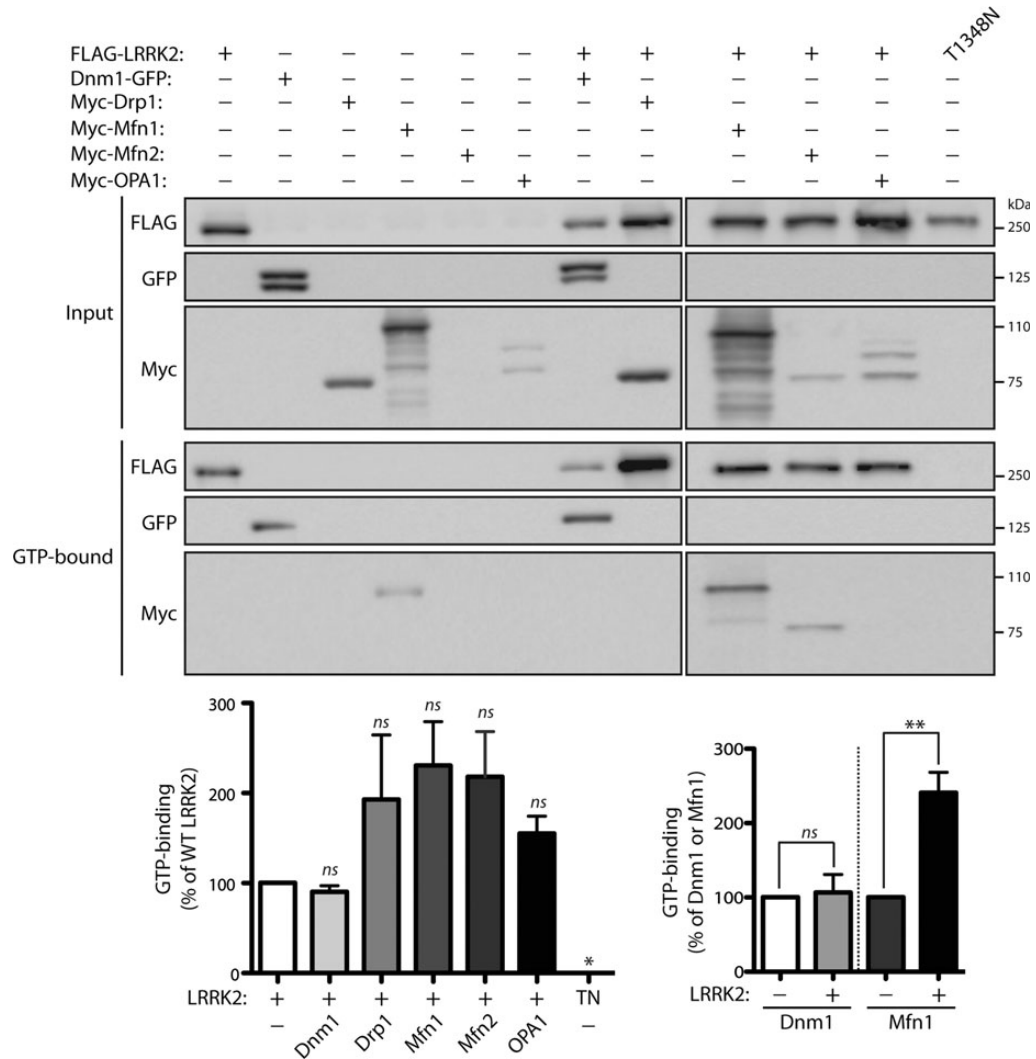 FLAG-LRRK2: + – – – – – + + + + + T1348N
Dnm1-GFP: – + – – – – + – – – – –
Myc-Drp1: – – + – – – – + – – – –
Myc-Mfn1: – – – + – – – – + – – –
Myc-Mfn2: – – – – + – – – – + – –
Myc-OPA1: – – – – – + – – – – + –
kDa
FLAG 250
GFP 125
Input
110
Myc 75
FLAG 250
GFP 125
GTP-bound
110
Myc 75
GTP-binding
(% of WT LRRK2)
300
200
100
0
ns ns ns ns ns *
LRRK2: + + + + + + TN
– Dnm1 Drp1 Mfn1 Mfn2 OPA1 –
GTP-binding
(% of Dnm1 or Mfn1)
300
200
100
0
ns **
LRRK2: – + – +
Dnm1 Mfn1